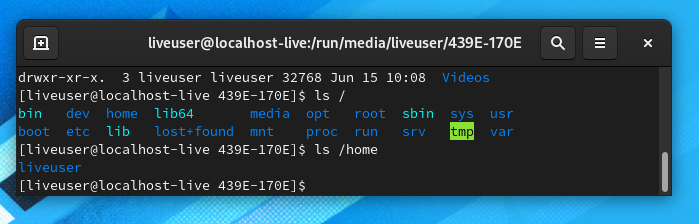 liveuser@localhost-live:/run/media/liveuser/439E-170E
drwxr-xr-x.  3 liveuser liveuser 32768 Jun 15 10:08  Videos
[liveuser@localhost-live 439E-170E]$ ls /
bin   dev  home  lib64       media  opt   root  sbin  sys  usr
boot  etc  lib   lost+found  mnt    proc  run   srv   tmp  var
[liveuser@localhost-live 439E-170E]$ ls /home
liveuser
[liveuser@localhost-live 439E-170E]$